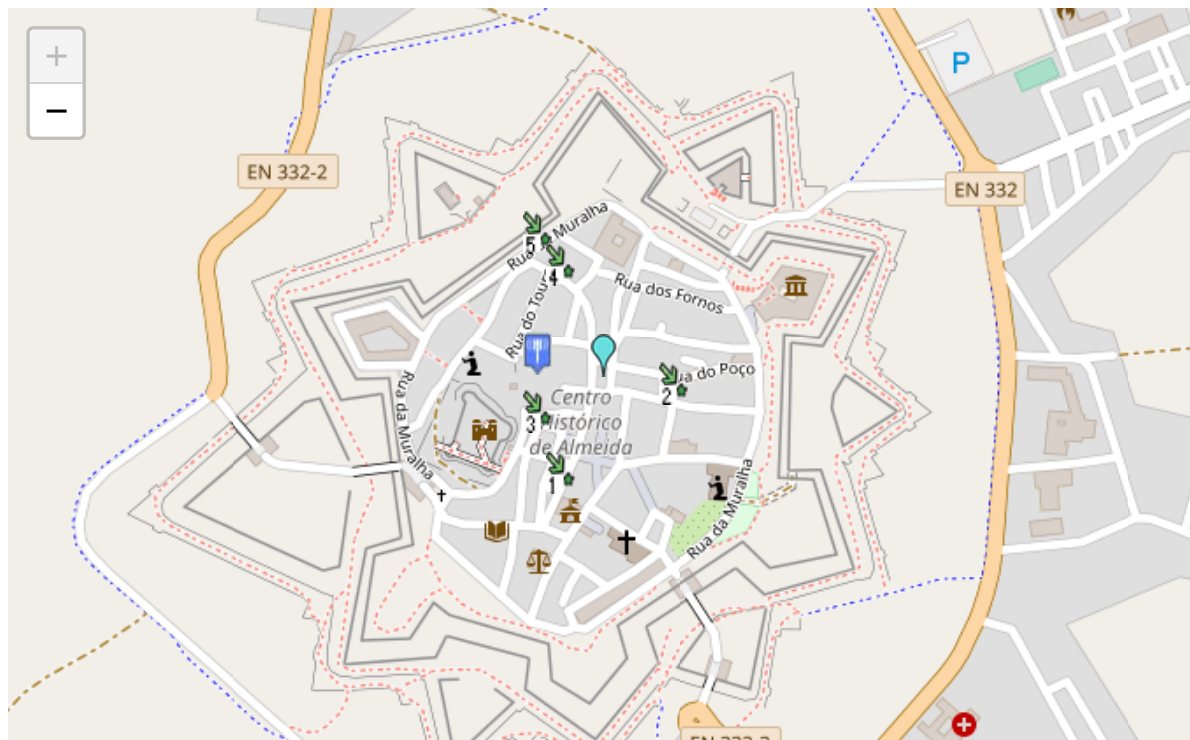 +
−
P
EN 332-2
EN 332
Rua da Muralha
5
4
Rua dos Fornos
Rua do
Rua do Poço
2
Rua da Muralha
3
Centro
Histórico
de Almeida
1
Rua da Muralha